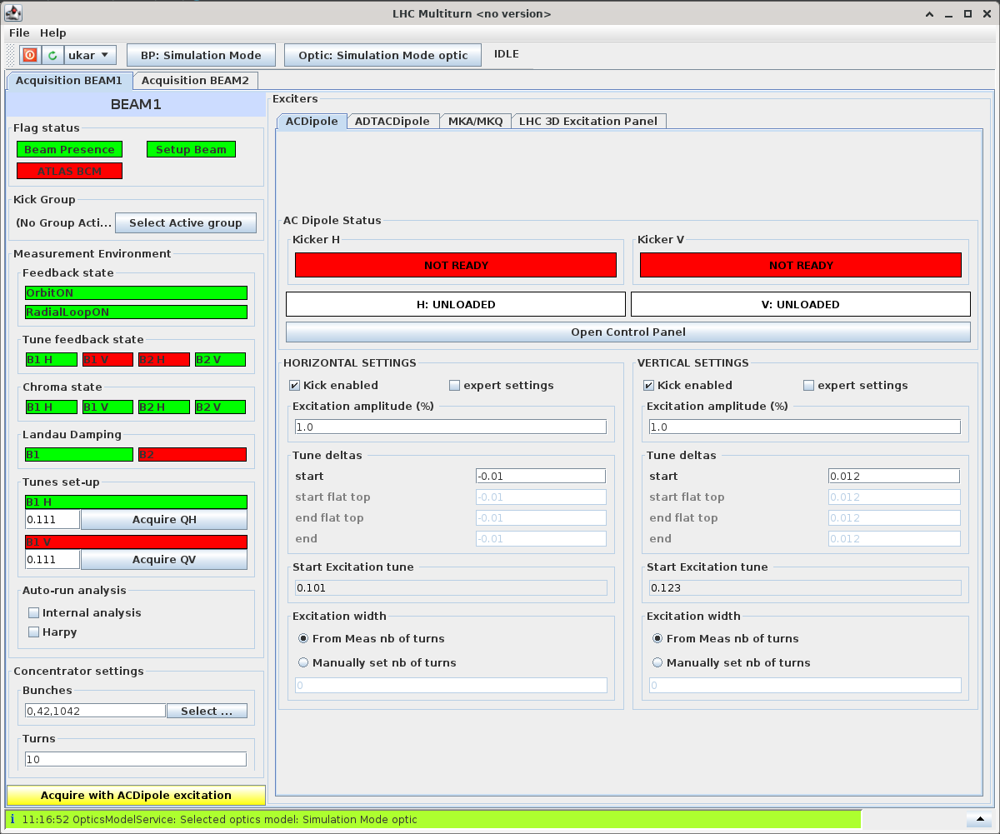 LHC Multiturn <no version>
File Help
ukar BP: Simulation Mode Optic: Simulation Mode optic IDLE
Acquisition BEAM1 Acquisition BEAM2
BEAM1
Flag status
Beam Presence Setup Beam
ATLAS BCM
Kick Group
(No Group Acti... Select Active group
Measurement Environment
Feedback state
OrbitON
RadialLoopON
Tune feedback state
B1 H B1 V B2 H B2 V
Chroma state
B1 H B1 V B2 H B2 V
Landau Damping
B1 B2
Tunes set-up
B1 H
0.111 Acquire QH
B1 V
0.111 Acquire QV
Auto-run analysis
Internal analysis
Harpy
Concentrator settings
Bunches
0,42,1042 Select ...
Turns
10
Acquire with ACDipole excitation
Exciters
ACDipole ADTACDipole MKA/MKQ LHC 3D Excitation Panel
AC Dipole Status
Kicker H Kicker V
NOT READY NOT READY
H: UNLOADED V: UNLOADED
Open Control Panel
HORIZONTAL SETTINGS
Kick enabled expert settings
Excitation amplitude (%)
1.0
Tune deltas
start -0.01
start flat top -0.01
end flat top -0.01
end -0.01
Start Excitation tune
0.101
Excitation width
From Meas nb of turns
Manually set nb of turns
0
VERTICAL SETTINGS
Kick enabled expert settings
Excitation amplitude (%)
1.0
Tune deltas
start 0.012
start flat top 0.012
end flat top 0.012
end 0.012
Start Excitation tune
0.123
Excitation width
From Meas nb of turns
Manually set nb of turns
0
i 11:16:52 OpticsModelService: Selected optics model: Simulation Mode optic